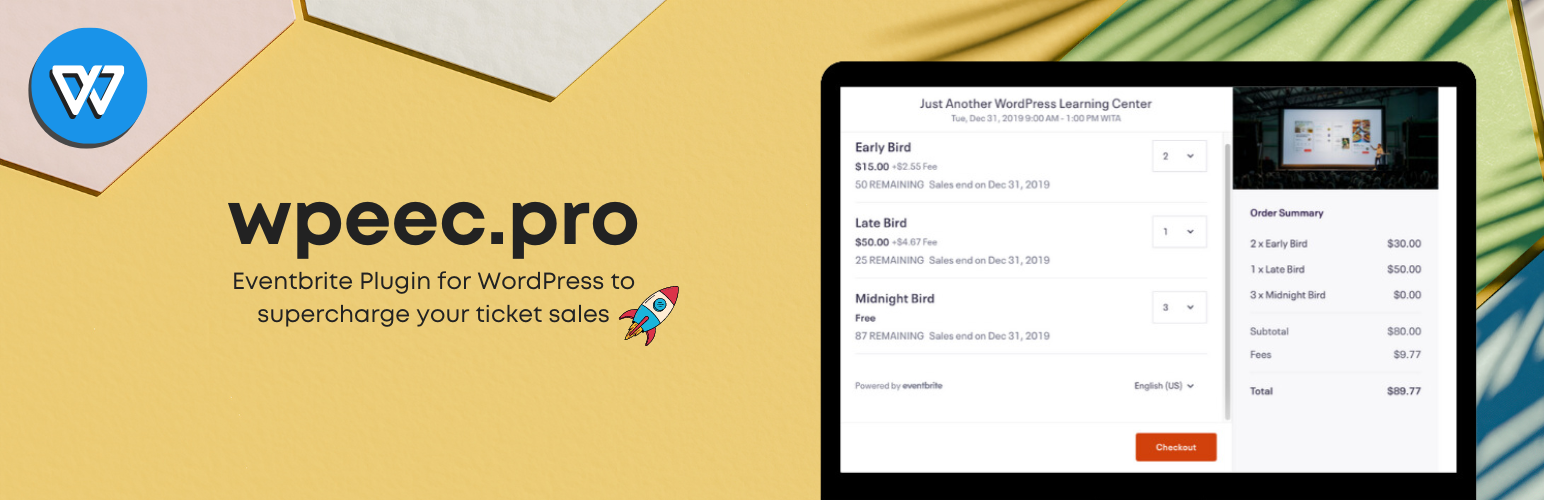 wpeec.pro
Eventbrite Plugin for WordPress to
supercharge your ticket sales
Just Another WordPress Learning Center
Tue, Dec 31, 2019 9:00 AM - 1:00 PM WITA
Early Bird
$15.00 +$2.55 Fee
2
50 REMAINING Sales end on Dec 31, 2019
Late Bird
$50.00 +$4.67 Fee
1
25 REMAINING Sales end on Dec 31, 2019
Midnight Bird
Free
3
87 REMAINING Sales end on Dec 31, 2019
Powered by eventbrite
English (US)
Checkout
Order Summary
2 x Early Bird $30.00
1 x Late Bird $50.00
3 x Midnight Bird $0.00
Subtotal $80.00
Fees $9.77
Total $89.77